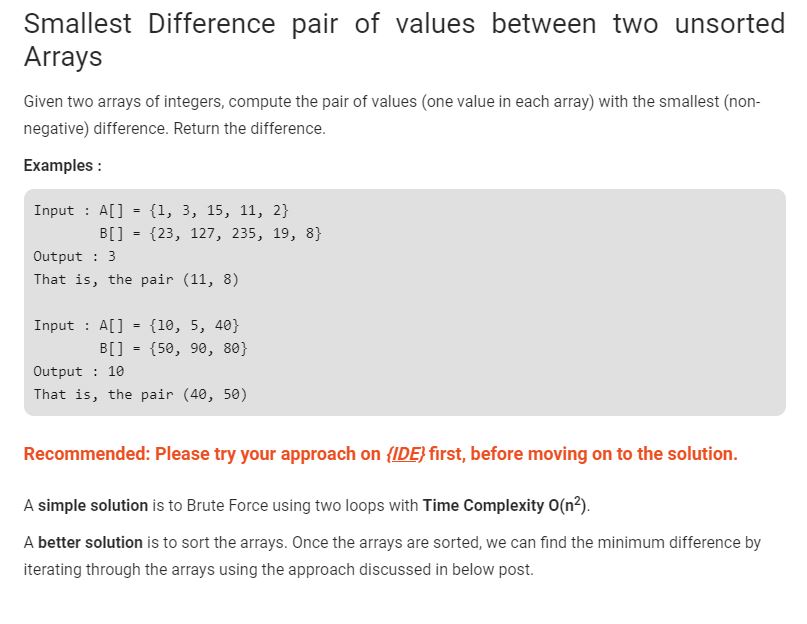 Smallest Difference pair of values between two unsorted
Arrays
Given two arrays of integers, compute the pair of values (one value in each array) with the smallest (non-
negative) difference. Return the difference.
Examples :
Input : A[] = {1, 3, 15, 11, 2}
        B[] = {23, 127, 235, 19, 8}
Output : 3
That is, the pair (11, 8)
Input : A[] = {10, 5, 40}
        B[] = {50, 90, 80}
Output : 10
That is, the pair (40, 50)
Recommended: Please try your approach on {IDE} first, before moving on to the solution.
A simple solution is to Brute Force using two loops with Time Complexity O(n²).
A better solution is to sort the arrays. Once the arrays are sorted, we can find the minimum difference by
iterating through the arrays using the approach discussed in below post.